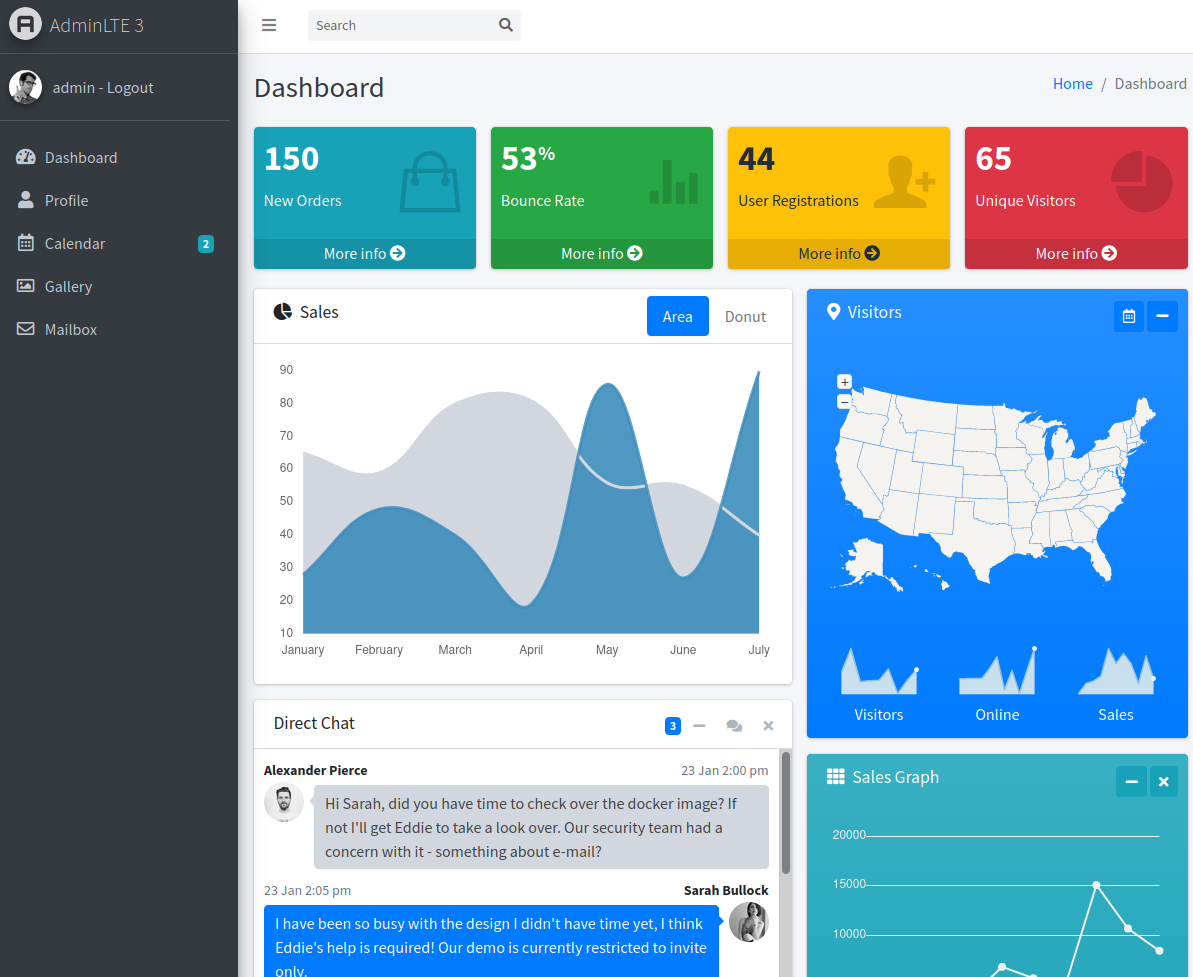 AdminLTE 3
Search
admin - Logout
Dashboard
Profile
Calendar 2
Gallery
Mailbox
Dashboard
Home / Dashboard
150
New Orders
More info
53%
Bounce Rate
More info
44
User Registrations
More info
65
Unique Visitors
More info
Sales
Area Donut
90
80
70
60
50
40
30
20
10
January February March April May June July
Visitors
+
−
Visitors Online Sales
Direct Chat
3
Alexander Pierce 23 Jan 2:00 pm
Hi Sarah, did you have time to check over the docker image? If
not I'll get Eddie to take a look over. Our security team had a
concern with it - something about e-mail?
23 Jan 2:05 pm Sarah Bullock
I have been so busy with the design I didn't have time yet, I think
Eddie's help is required! Our demo is currently restricted to invite
only.
Sales Graph
20000
15000
10000